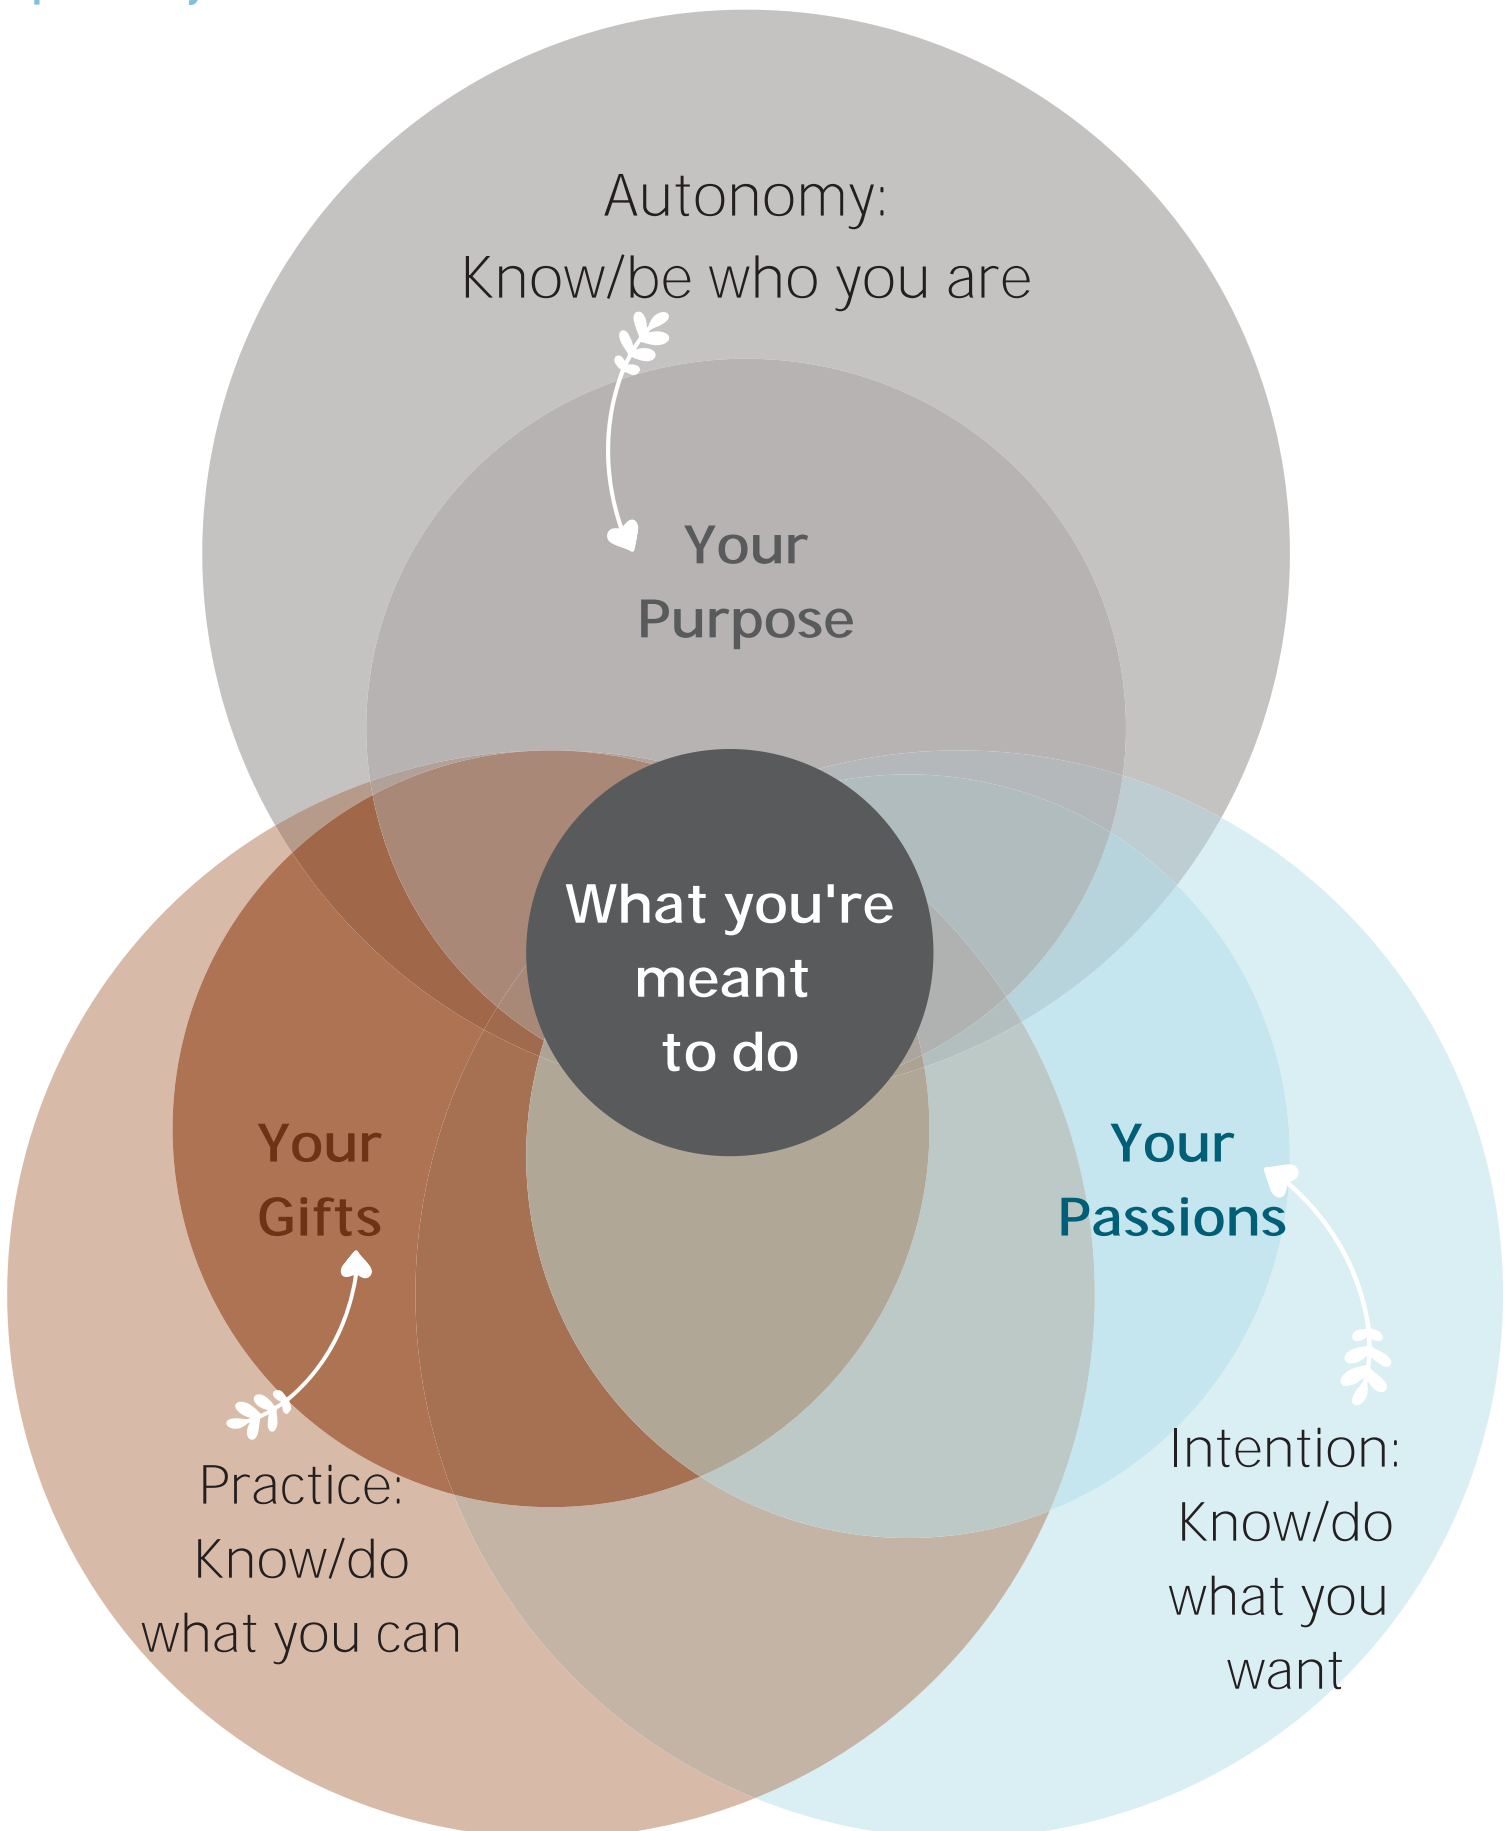 Autonomy:
Know/be who you are
Your
Purpose
What you're
meant
to do
Your
Gifts
Your
Passions
Practice:
Know/do
what you can
Intention:
Know/do
what you
want